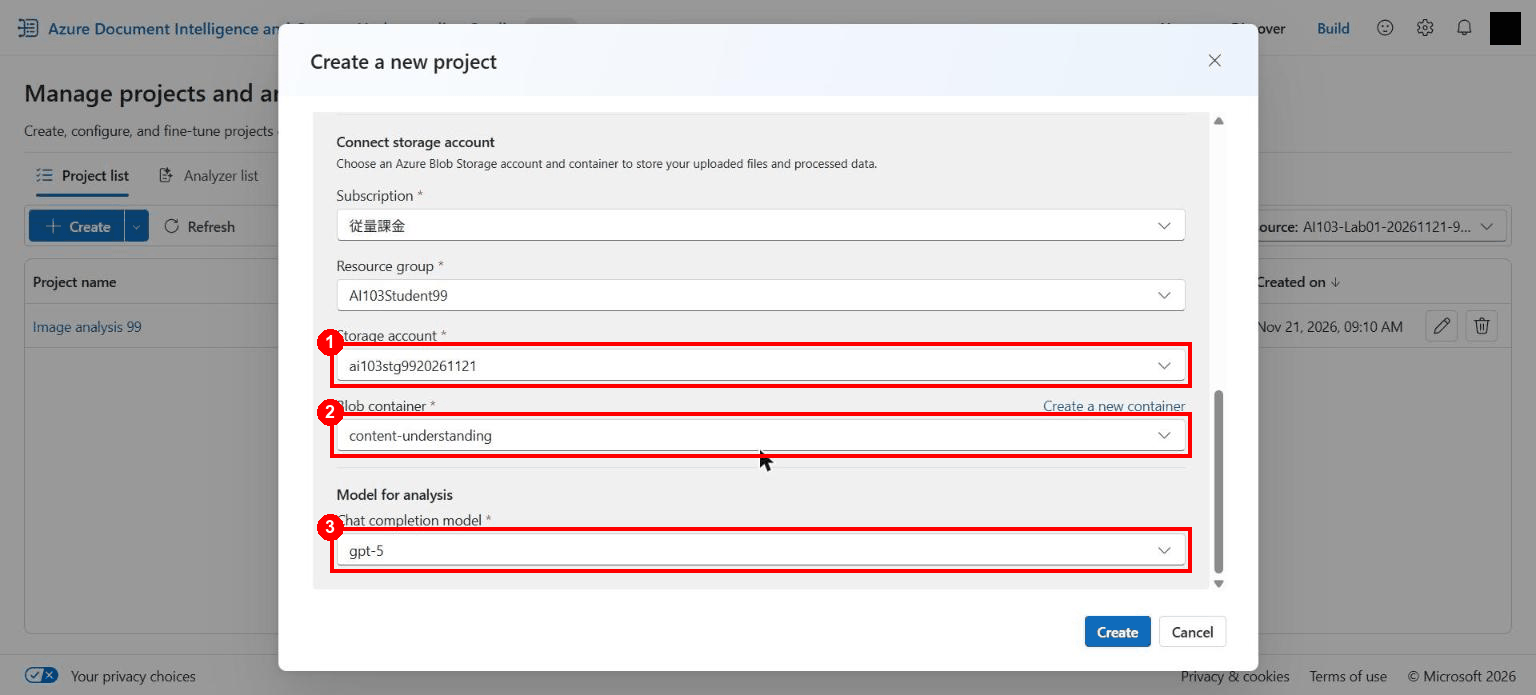 Azure Document Intelligence an
Discover
Build
Create a new project
Manage projects and a
Create, configure, and fine-tune projects
Project list
Analyzer list
Create
Refresh
ource: AI103-Lab01-20261121-9...
Project name
Created on ↓
Image analysis 99
Nov 21, 2026, 09:10 AM
Connect storage account
Choose an Azure Blob Storage account and container to store your uploaded files and processed data.
Subscription *
従量課金
Resource group *
AI103Student99
1
Storage account *
ai103stg9920261121
2
Blob container *
Create a new container
content-understanding
Model for analysis
3
Chat completion model *
gpt-5
Create
Cancel
Your privacy choices
Privacy & cookies
Terms of use
© Microsoft 2026